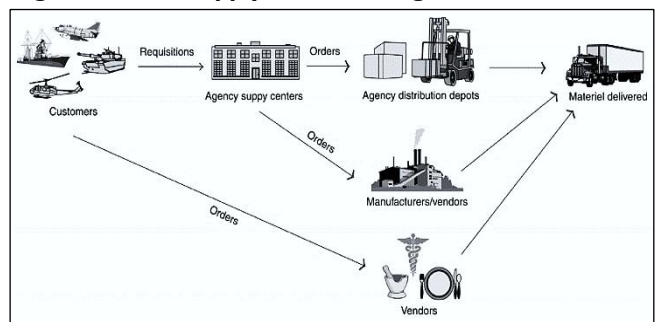 Requisitions
Orders
Customers
Agency suppy centers
Agency distribution depots
Materiel delivered
Orders
Manufacturers/vendors
Orders
Vendors